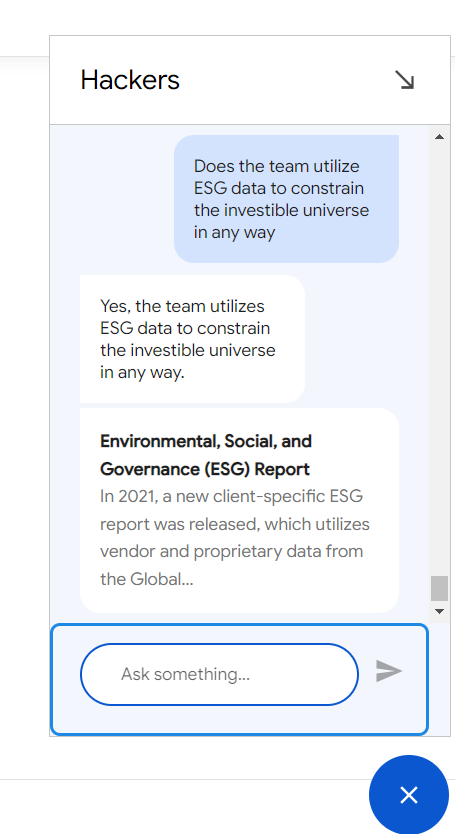 Hackers
Does the team utilize
ESG data to constrain
the investible universe
in any way
Yes, the team utilizes
ESG data to constrain
the investible universe
in any way.
Environmental, Social, and
Governance (ESG) Report
In 2021, a new client-specific ESG
report was released, which utilizes
vendor and proprietary data from
the Global...
Ask something...